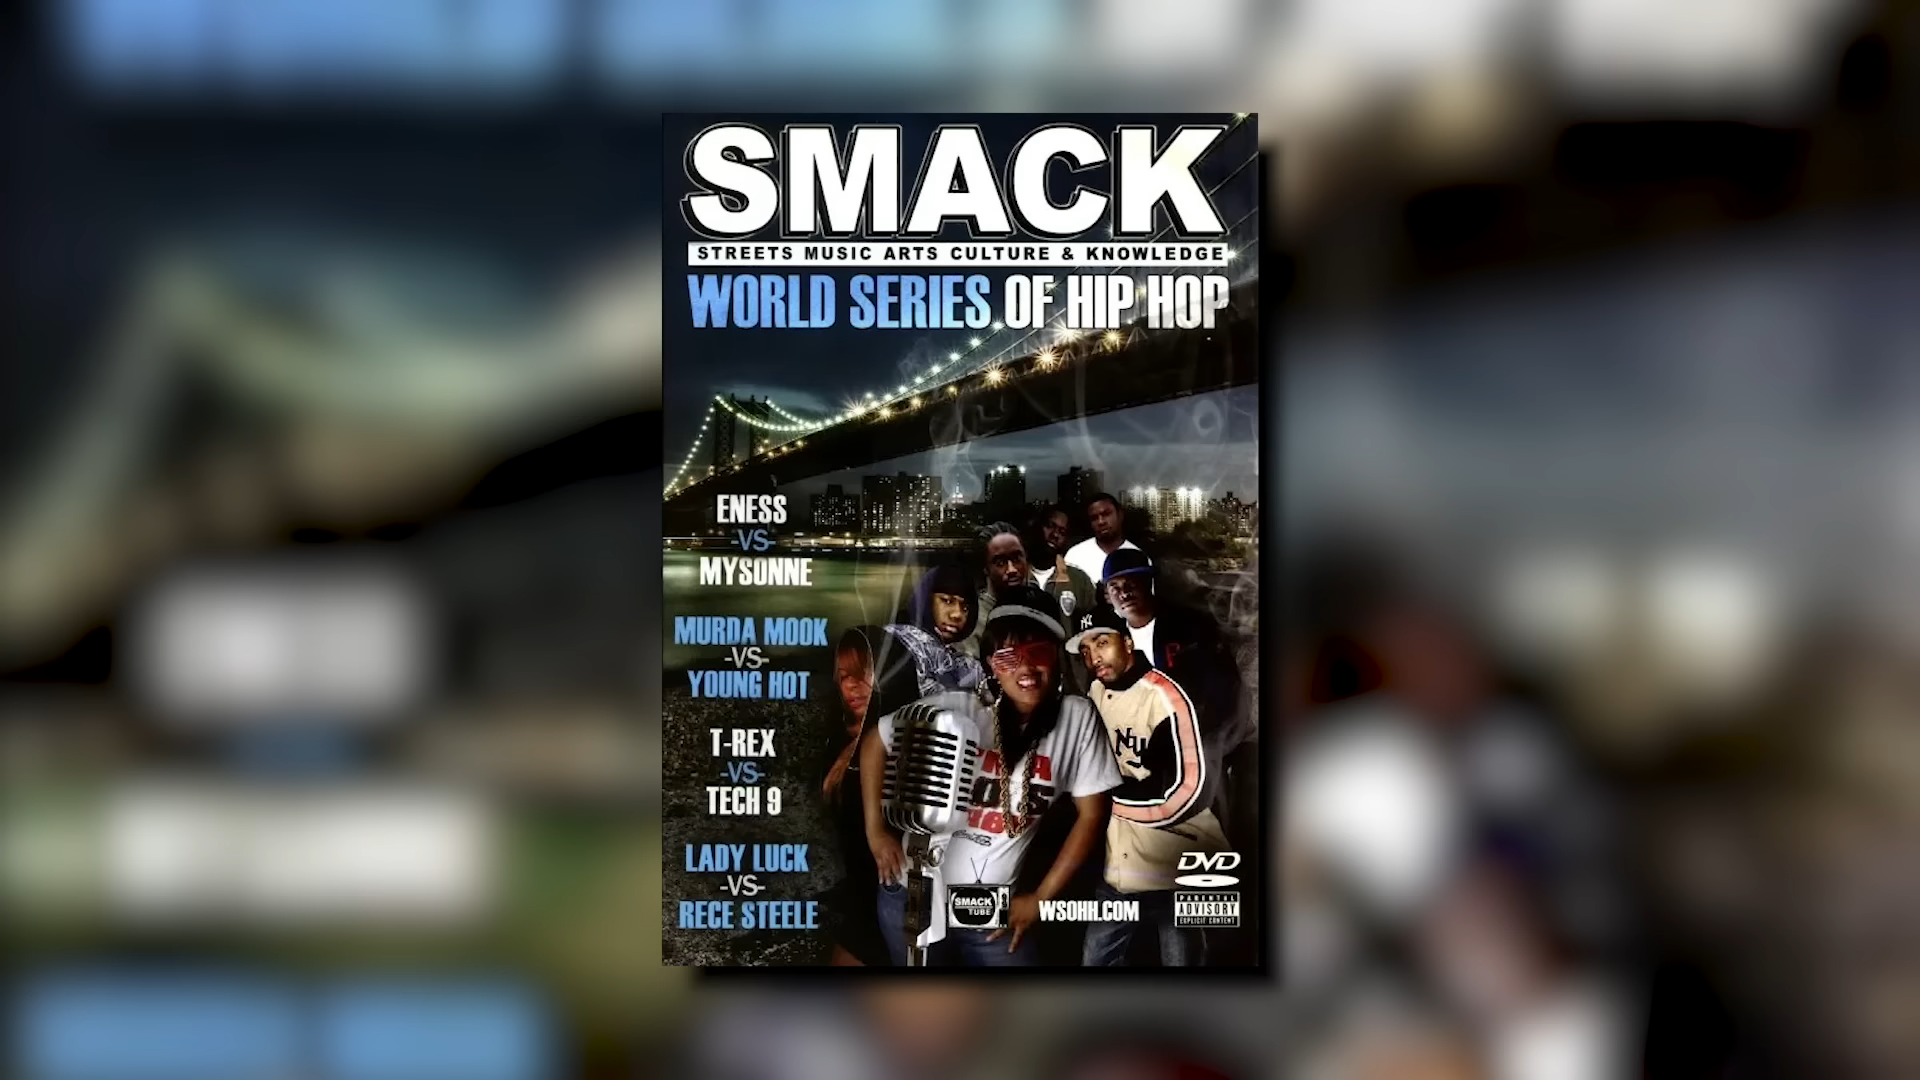 SMACK
STREETS MUSIC ARTS CULTURE & KNOWLEDGE
WORLD SERIES OF HIP HOP
ENESS
-VS-
MYSONNE
MURDA MOOK
-VS-
YOUNG HOT
T-REX
-VS-
TECH 9
LADY LUCK
-VS-
RECE STEELE
NY
SMACK
TUBE
WSOHH.COM
DVD
PARENTAL
ADVISORY
EXPLICIT CONTENT